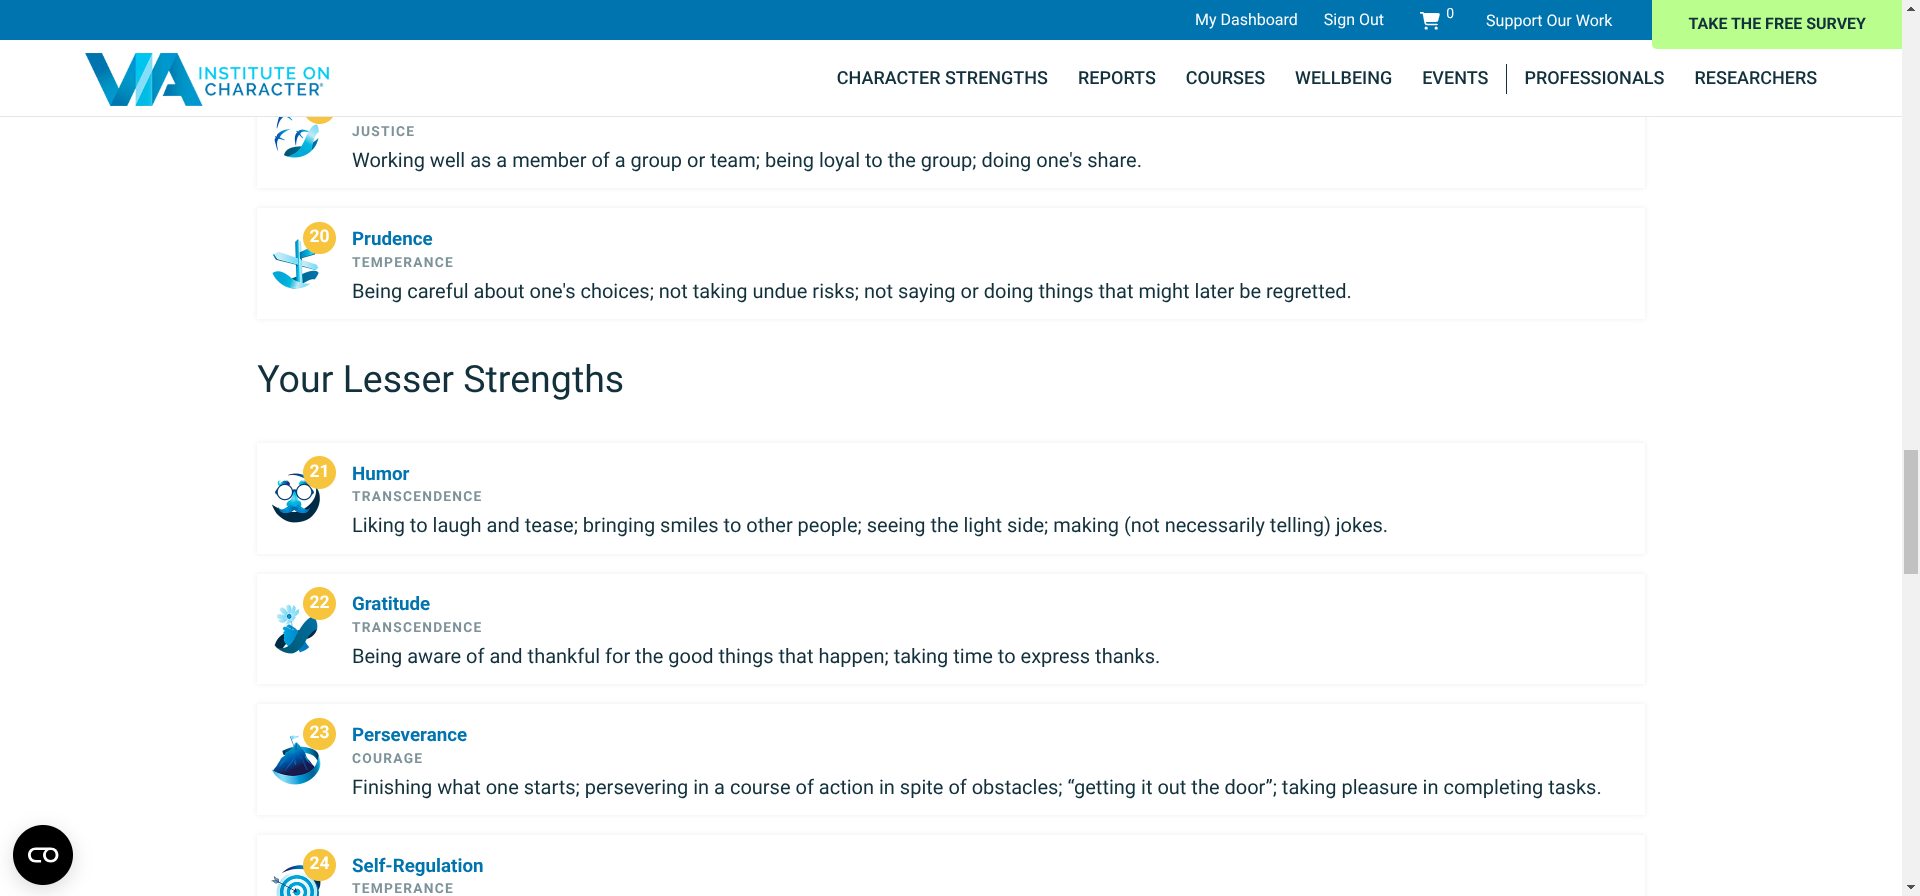 My Dashboard
Sign Out
0
Support Our Work
TAKE THE FREE SURVEY
VIA INSTITUTE ON
CHARACTER®
CHARACTER STRENGTHS
REPORTS
COURSES
WELLBEING
EVENTS
PROFESSIONALS
RESEARCHERS
JUSTICE
Working well as a member of a group or team; being loyal to the group; doing one's share.
20
Prudence
TEMPERANCE
Being careful about one's choices; not taking undue risks; not saying or doing things that might later be regretted.
Your Lesser Strengths
21
Humor
TRANSCENDENCE
Liking to laugh and tease; bringing smiles to other people; seeing the light side; making (not necessarily telling) jokes.
22
Gratitude
TRANSCENDENCE
Being aware of and thankful for the good things that happen; taking time to express thanks.
23
Perseverance
COURAGE
Finishing what one starts; persevering in a course of action in spite of obstacles; “getting it out the door”; taking pleasure in completing tasks.
24
Self-Regulation
TEMPERANCE